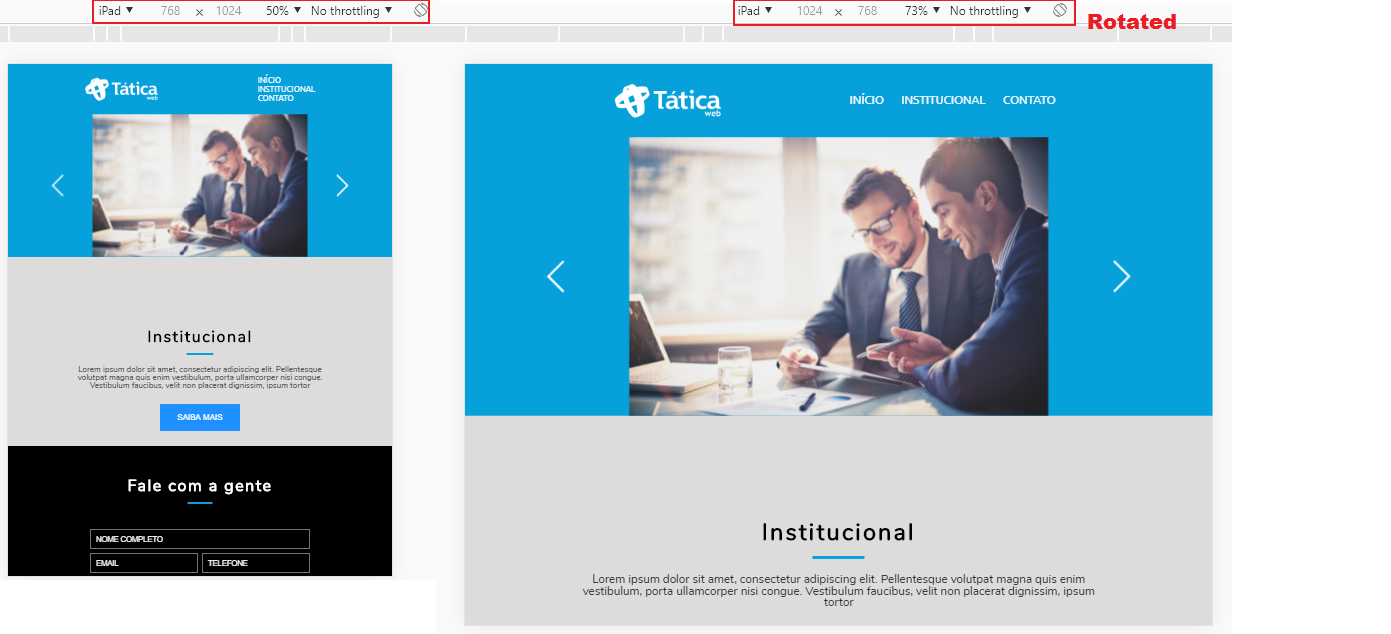 iPad ▼ 768 × 1024 50% ▼ No throttling ▼
iPad ▼ 1024 × 768 73% ▼ No throttling ▼
Rotated
Tática
web
INÍCIO
INSTITUCIONAL
CONTATO
Institucional
Lorem ipsum dolor sit amet, consectetur adipiscing elit. Pellentesque
volutpat magna quis enim vestibulum, porta ullamcorper nisi congue.
Vestibulum faucibus, velit non placerat dignissim, ipsum tortor
SAIBA MAIS
Fale com a gente
NOME COMPLETO
EMAIL
TELEFONE
Tática
web
INÍCIO INSTITUCIONAL CONTATO
Institucional
Lorem ipsum dolor sit amet, consectetur adipiscing elit. Pellentesque volutpat magna quis enim
vestibulum, porta ullamcorper nisi congue. Vestibulum faucibus, velit non placerat dignissim, ipsum
tortor